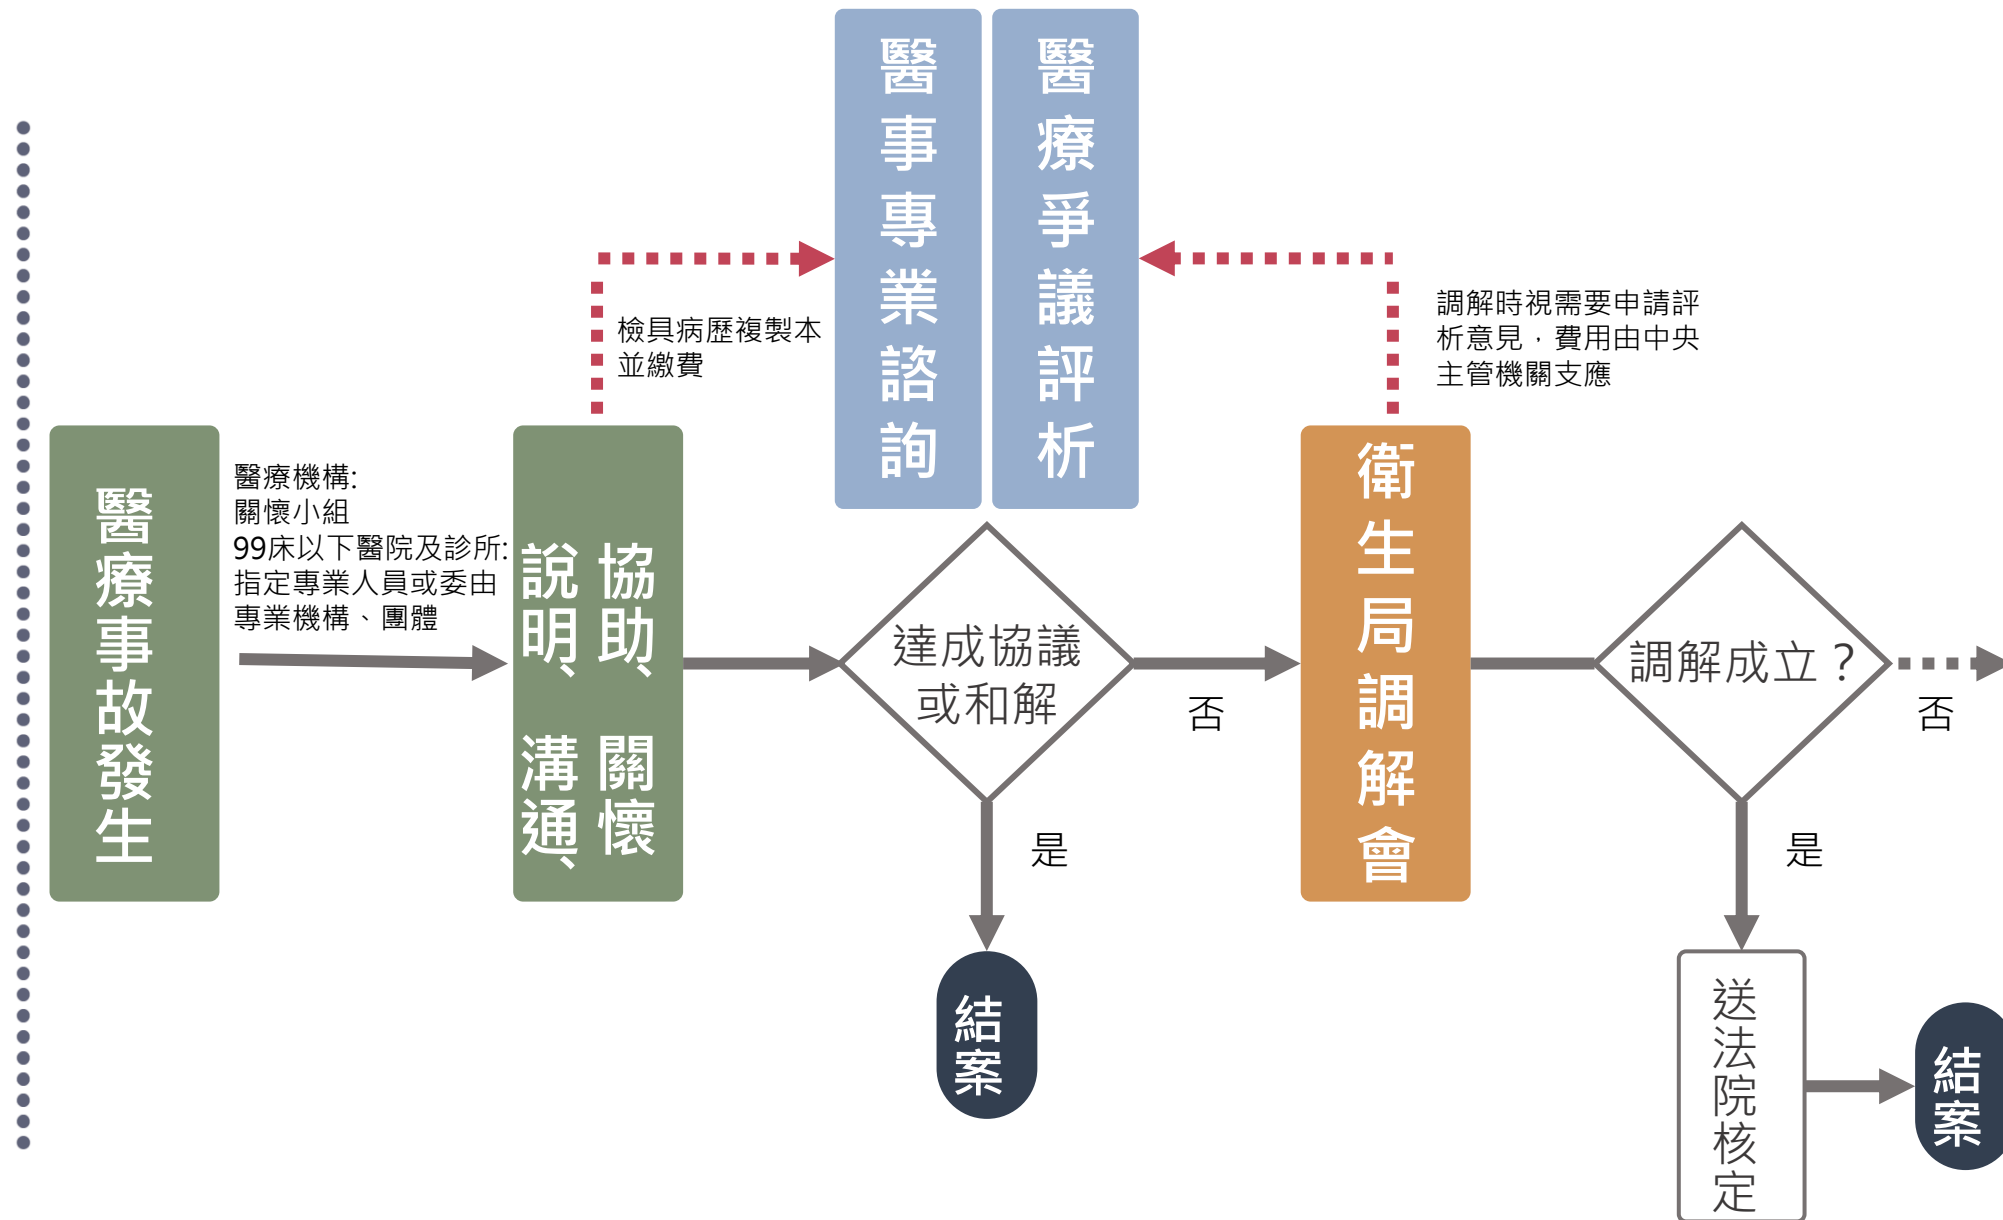 醫事專業諮詢
醫療爭議評析
檢具病歷複製本
並繳費
調解時視需要申請評
析意見，費用由中央
主管機關支應
醫療事故發生
醫療機構:
關懷小組
99床以下醫院及診所:
指定專業人員或委由
專業機構、團體
說明、溝通、
協助、關懷
達成協議
或和解
否
是
結案
衛生局調解會
調解成立？
否
是
送法院核定
結案